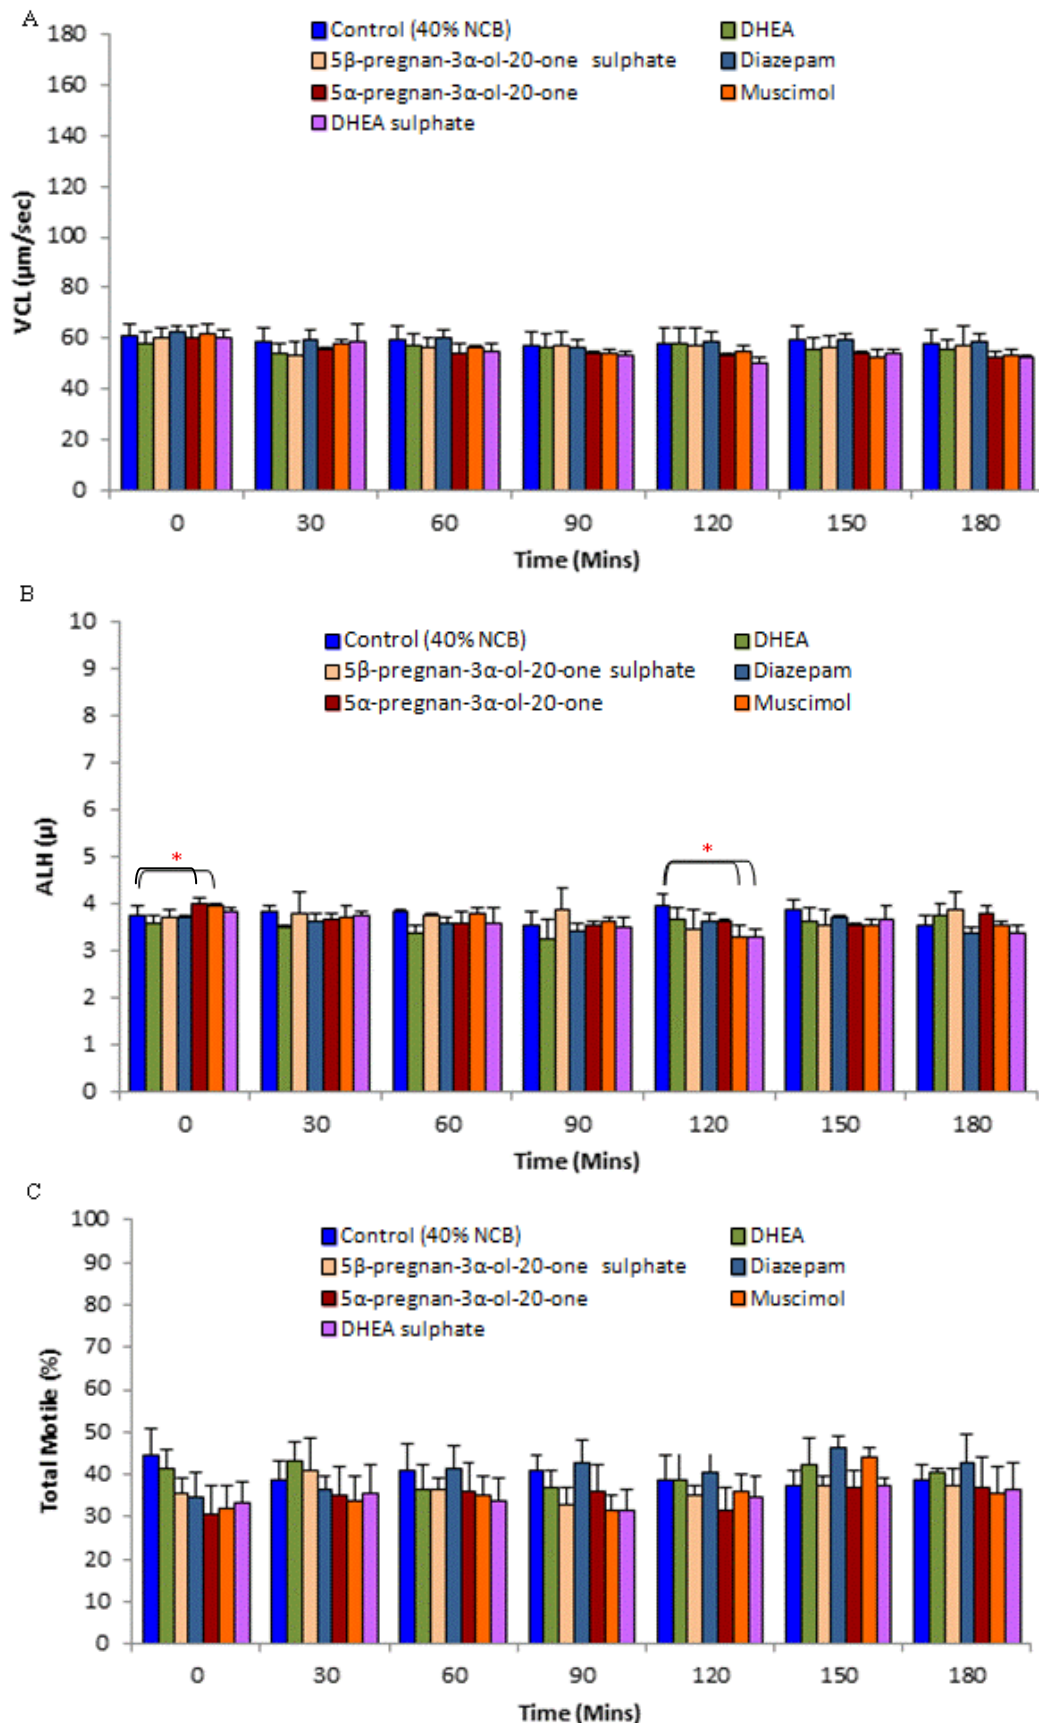 A
Control (40% NCB) DHEA
5β-pregnan-3α-ol-20-one sulphate Diazepam
5α-pregnan-3α-ol-20-one Muscimol
DHEA sulphate
180
160
140
120
100
80
60
40
20
0
VCL (µm/sec)
0 30 60 90 120 150 180
Time (Mins)
B
Control (40% NCB) DHEA
5β-pregnan-3α-ol-20-one sulphate Diazepam
5α-pregnan-3α-ol-20-one Muscimol
10
9
8
7
6
5
4
3
2
1
0
ALH (µ)
* *
0 30 60 90 120 150 180
Time (Mins)
C
Control (40% NCB) DHEA
5β-pregnan-3α-ol-20-one sulphate Diazepam
5α-pregnan-3α-ol-20-one Muscimol
DHEA sulphate
100
90
80
70
60
50
40
30
20
10
0
Total Motile (%)
0 30 60 90 120 150 180
Time (Mins)